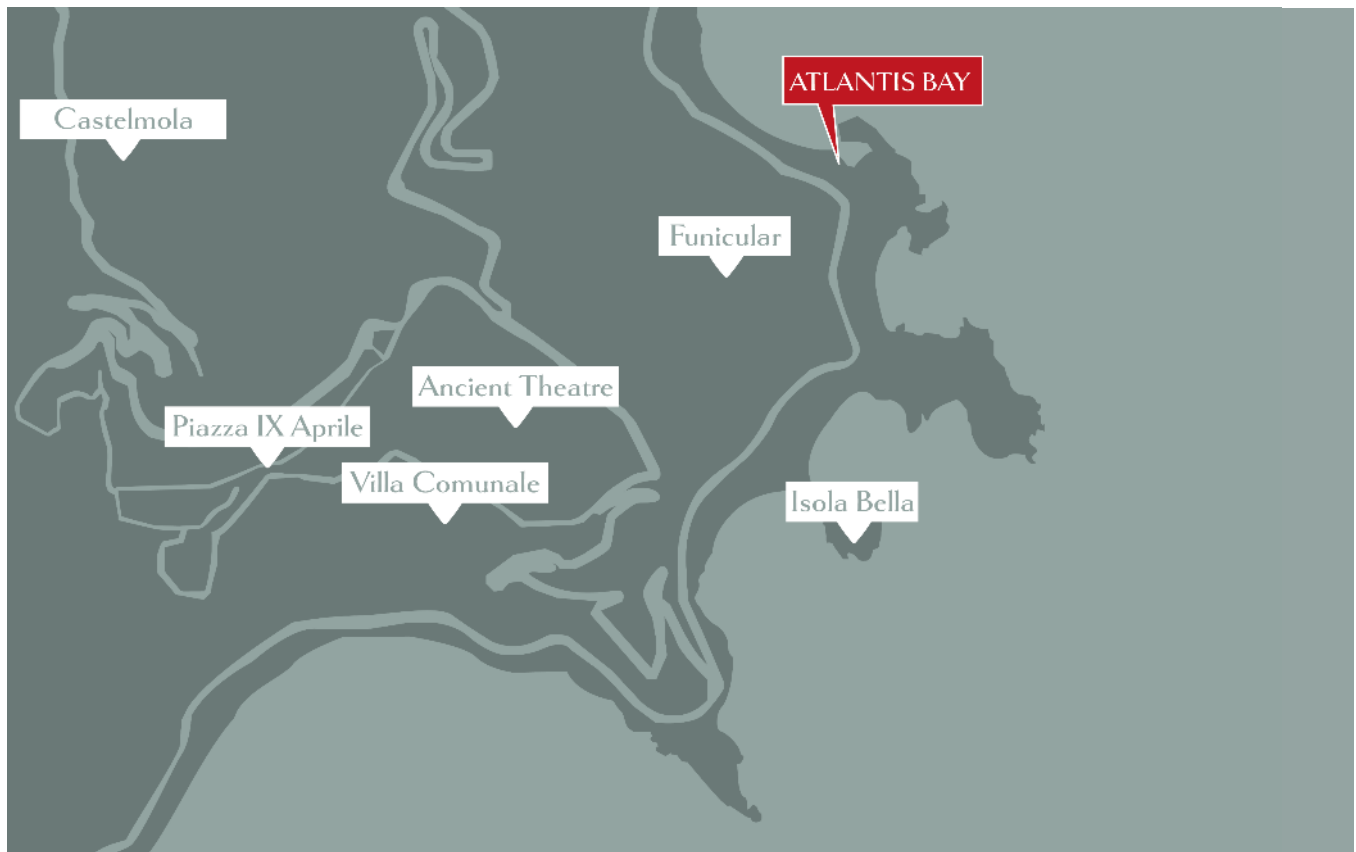 ATLANTIS BAY
Castelmola
Funicular
Ancient Theatre
Piazza IX Aprile
Villa Comunale
Isola Bella